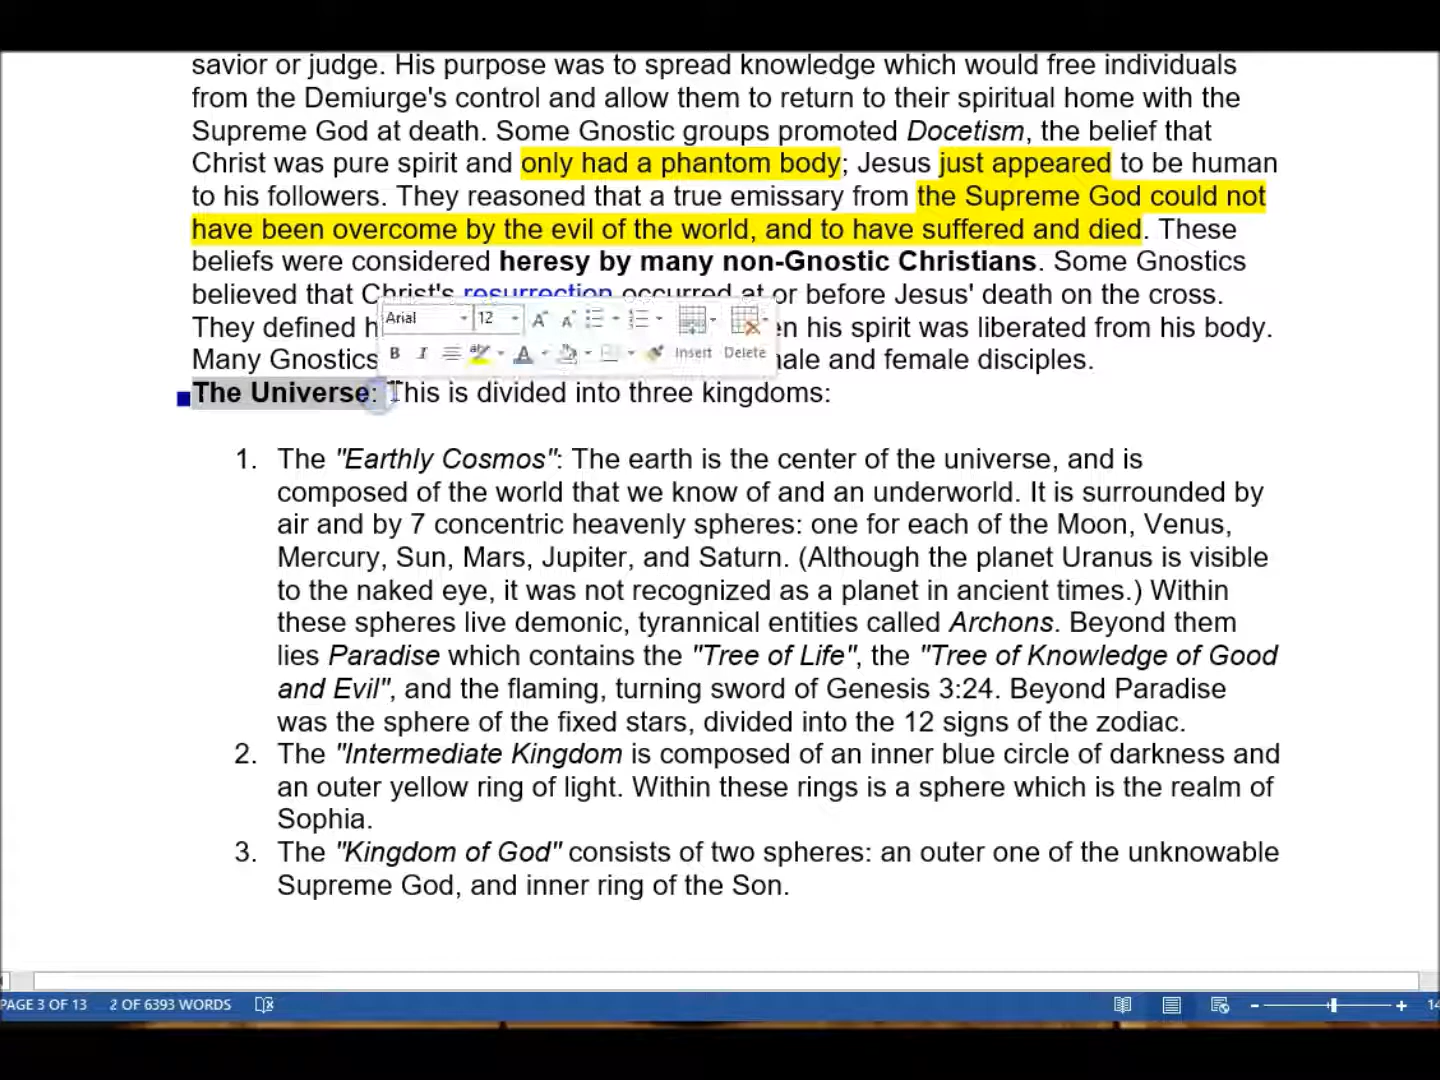 savior or judge. His purpose was to spread knowledge which would free individuals
from the Demiurge's control and allow them to return to their spiritual home with the
Supreme God at death. Some Gnostic groups promoted Docetism, the belief that
Christ was pure spirit and only had a phantom body; Jesus just appeared to be human
to his followers. They reasoned that a true emissary from the Supreme God could not
have been overcome by the evil of the world, and to have suffered and died. These
beliefs were considered heresy by many non-Gnostic Christians. Some Gnostics
believed that Christ's resurrection occurred at or before Jesus' death on the cross.
Arial 12
They defined his spirit was liberated from his body.
B I Insert Delete
Many Gnostics and female disciples.
The Universe: This is divided into three kingdoms:
1. The "Earthly Cosmos": The earth is the center of the universe, and is
composed of the world that we know of and an underworld. It is surrounded by
air and by 7 concentric heavenly spheres: one for each of the Moon, Venus,
Mercury, Sun, Mars, Jupiter, and Saturn. (Although the planet Uranus is visible
to the naked eye, it was not recognized as a planet in ancient times.) Within
these spheres live demonic, tyrannical entities called Archons. Beyond them
lies Paradise which contains the "Tree of Life", the "Tree of Knowledge of Good
and Evil", and the flaming, turning sword of Genesis 3:24. Beyond Paradise
was the sphere of the fixed stars, divided into the 12 signs of the zodiac.
2. The "Intermediate Kingdom is composed of an inner blue circle of darkness and
an outer yellow ring of light. Within these rings is a sphere which is the realm of
Sophia.
3. The "Kingdom of God" consists of two spheres: an outer one of the unknowable
Supreme God, and inner ring of the Son.
PAGE 3 OF 13 2 OF 6393 WORDS